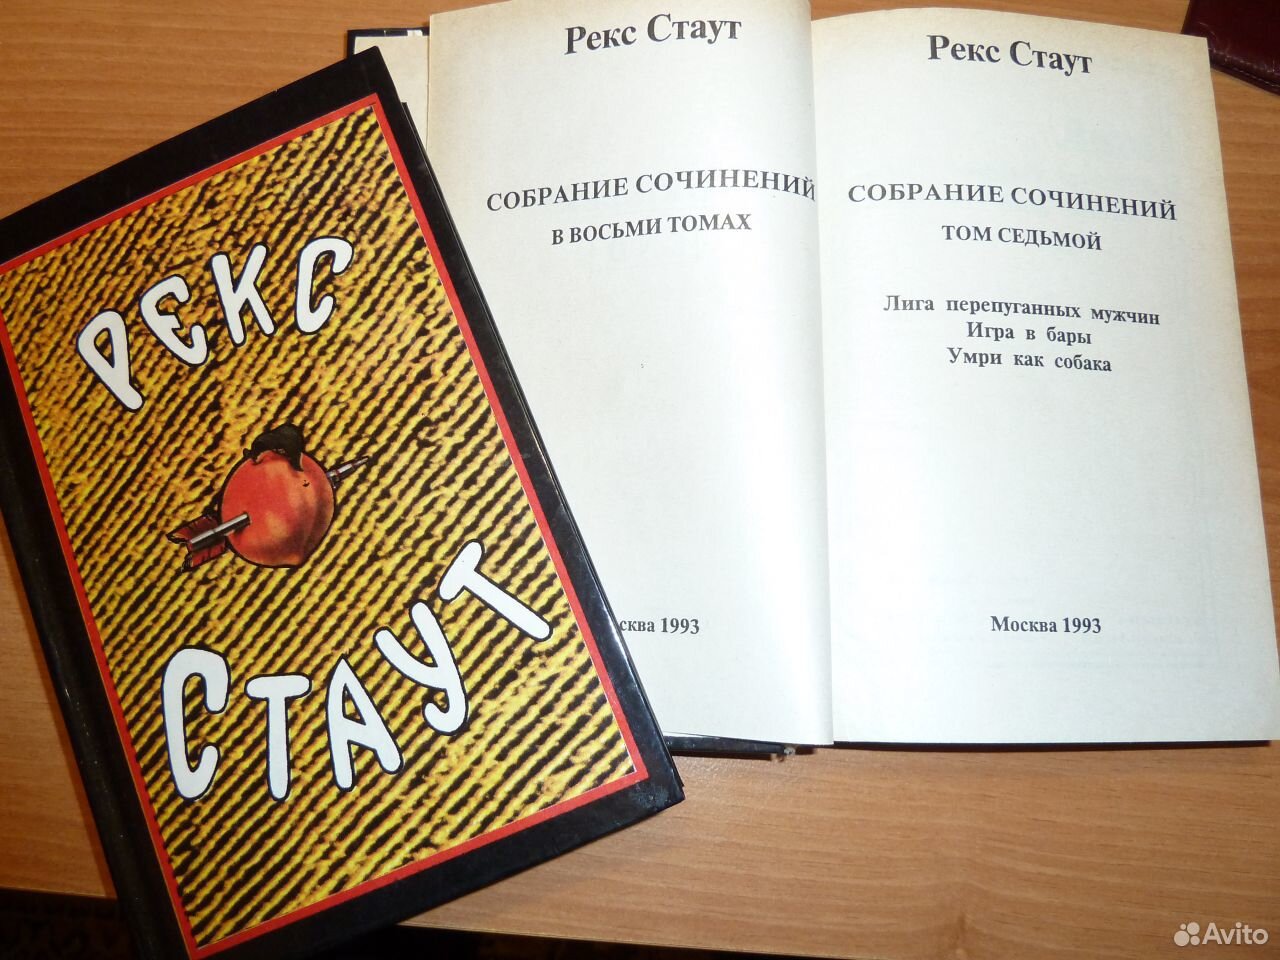 Рекс
Стаут
Рекс Стаут
СОБРАНИЕ СОЧИНЕНИЙ
В ВОСЬМИ ТОМАХ
сква 1993
Рекс Стаут
СОБРАНИЕ СОЧИНЕНИЙ
ТОМ СЕДЬМОЙ
Лига перепуганных мужчин
Игра в бары
Умри как собака
Москва 1993
Avito